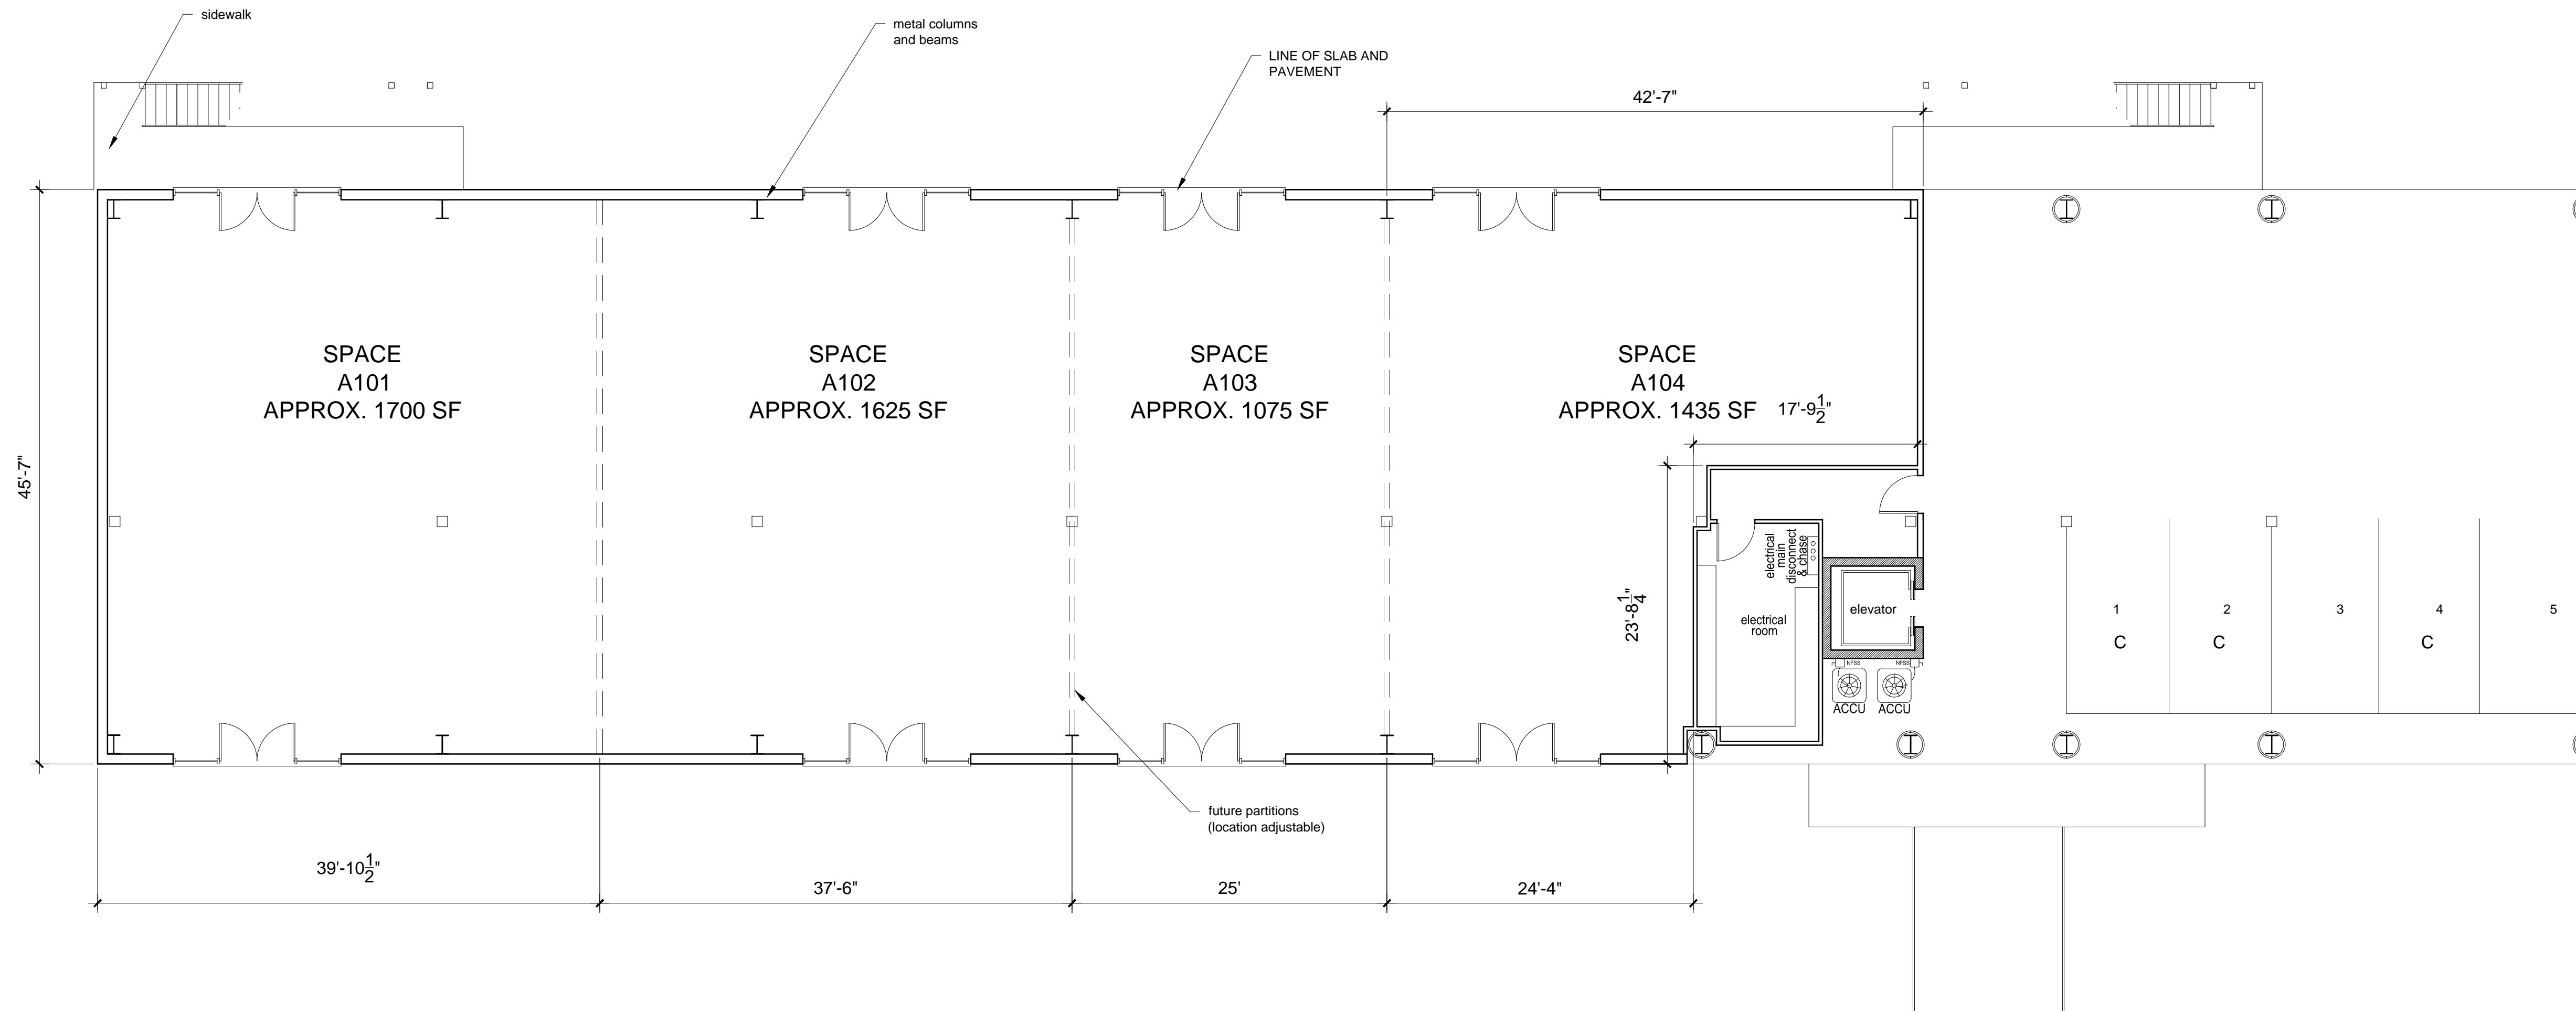 sidewalk
metal columns
and beams
LINE OF SLAB AND
PAVEMENT
42'-7"
SPACE
A101
APPROX. 1700 SF
SPACE
A102
APPROX. 1625 SF
SPACE
A103
APPROX. 1075 SF
SPACE
A104
APPROX. 1435 SF
17'-9 1/2"
45'-7"
23'-8 1/4"
electrical
main
disconnect
& chase
electrical
room
elevator
NFSS
NFSS
ACCU
ACCU
1
2
3
4
5
C
C
C
future partitions
(location adjustable)
39'-10 1/2"
37'-6"
25'
24'-4"